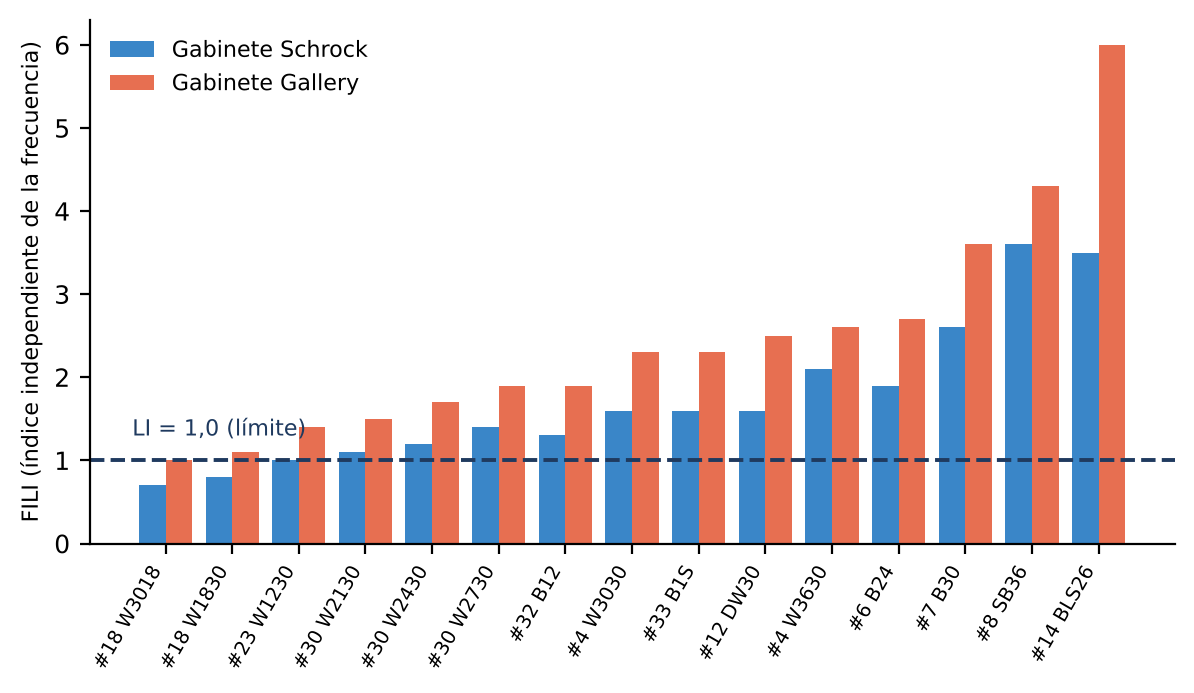 Gabinete Schrock
Gabinete Gallery
FILI (índice independiente de la frecuencia)
6
5
4
3
2
1
0
LI = 1,0 (límite)
#18 W3018
#18 W1830
#23 W1230
#30 W2130
#30 W2430
#30 W2730
#32 B12
#4 W3030
#33 B1S
#12 DW30
#4 W3630
#6 B24
#7 B30
#8 SB36
#14 BLS26